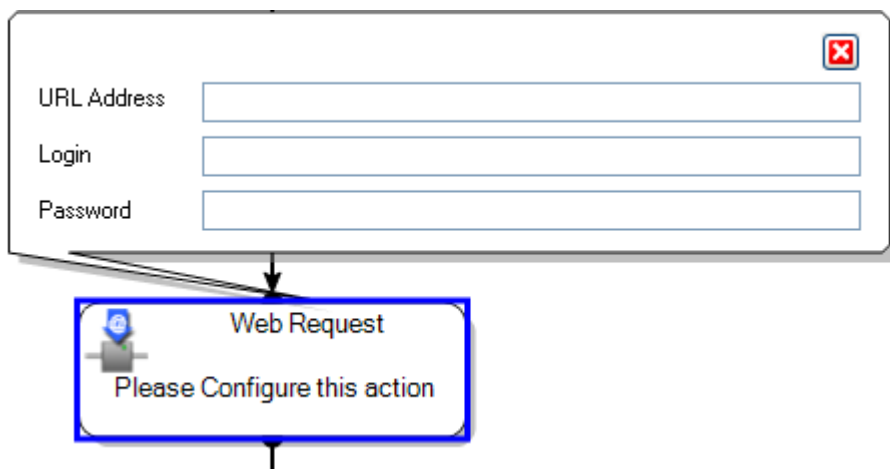 URL Address
Login
Password
Web Request
Please Configure this action